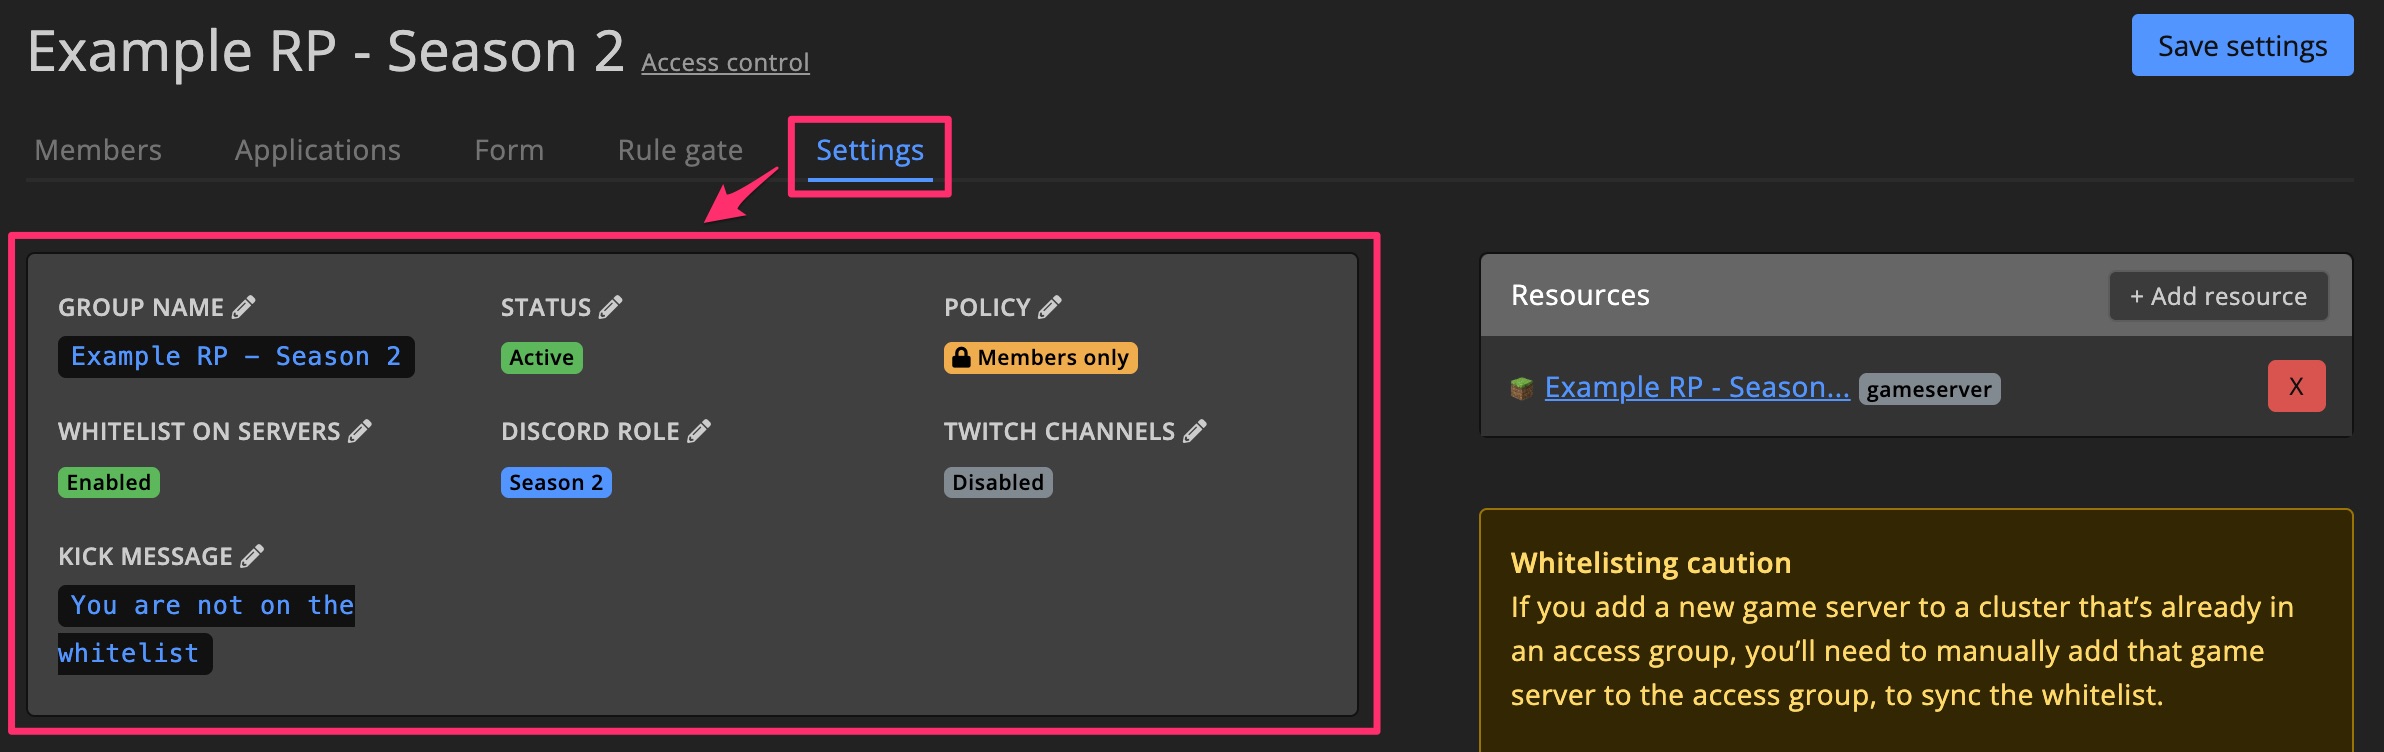 Example RP - Season 2 Access control
Save settings
Members Applications Form Rule gate Settings
GROUP NAME STATUS POLICY
Example RP – Season 2 Active Members only
WHITELIST ON SERVERS DISCORD ROLE TWITCH CHANNELS
Enabled Season 2 Disabled
KICK MESSAGE
You are not on the
whitelist
Resources + Add resource
Example RP - Season... gameserver X
Whitelisting caution
If you add a new game server to a cluster that’s already in
an access group, you’ll need to manually add that game
server to the access group, to sync the whitelist.